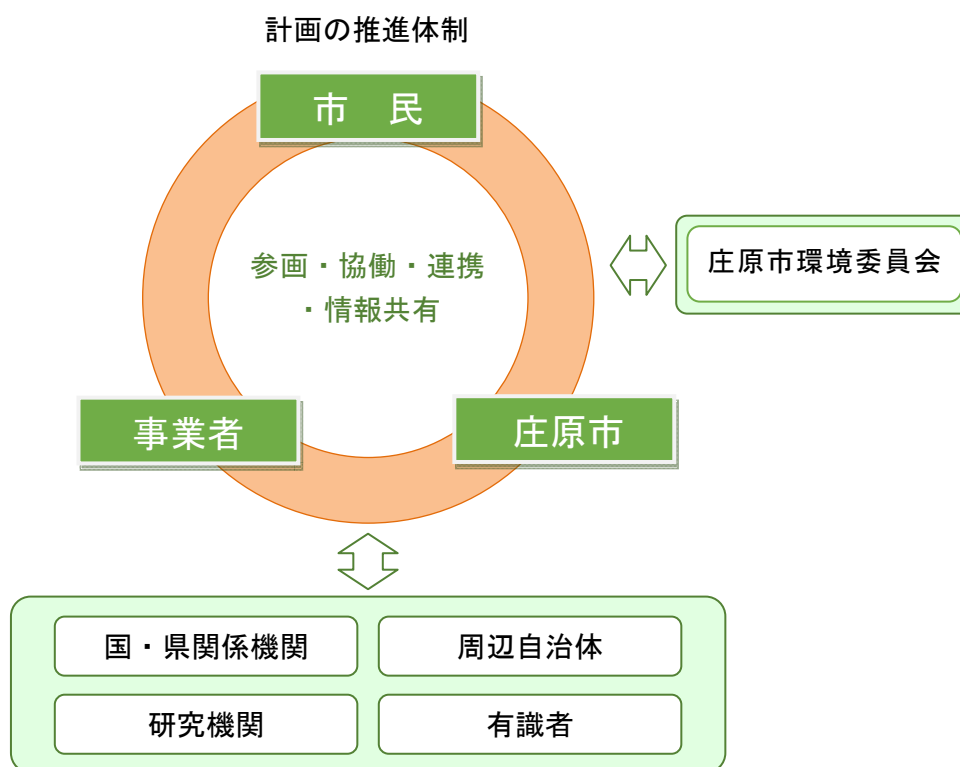 計画の推進体制
市　民
参画・協働・連携
・情報共有
庄原市環境委員会
事業者
庄原市
国・県関係機関
周辺自治体
研究機関
有識者